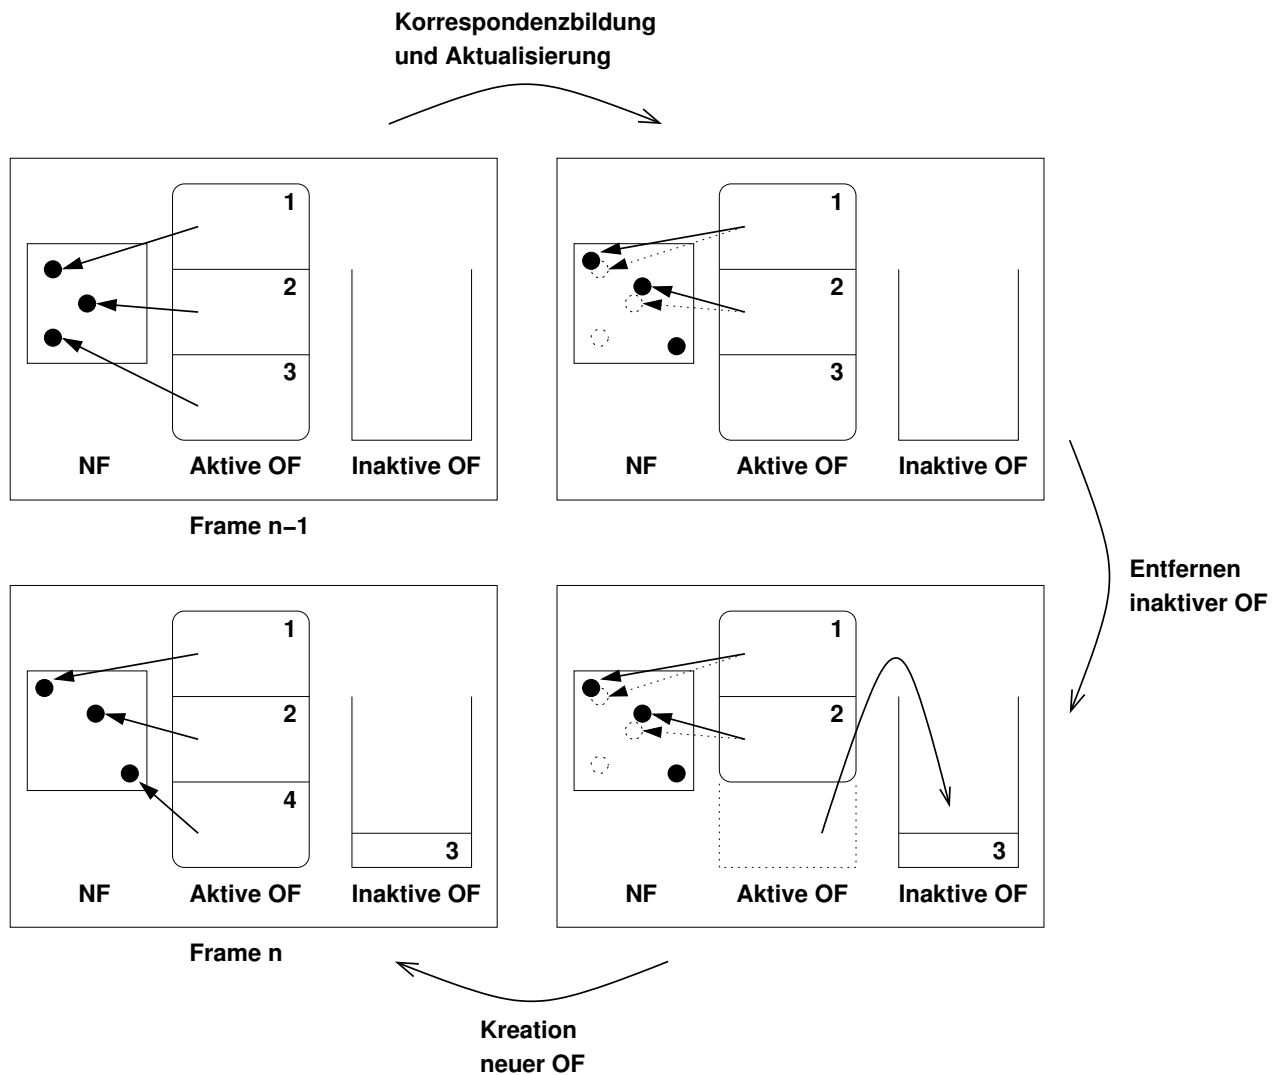 Korrespondenzbildung
und Aktualisierung
1
2
3
NF Aktive OF Inaktive OF
Frame n−1
1
2
3
NF Aktive OF Inaktive OF
Entfernen
inaktiver OF
1
2
3
NF Aktive OF Inaktive OF
Kreation
neuer OF
1
2
4
3
NF Aktive OF Inaktive OF
Frame n